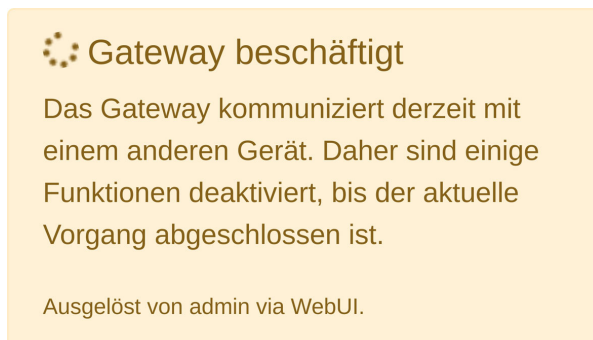 Gateway beschäftigt
Das Gateway kommuniziert derzeit mit
einem anderen Gerät. Daher sind einige
Funktionen deaktiviert, bis der aktuelle
Vorgang abgeschlossen ist.
Ausgelöst von admin via WebUI.